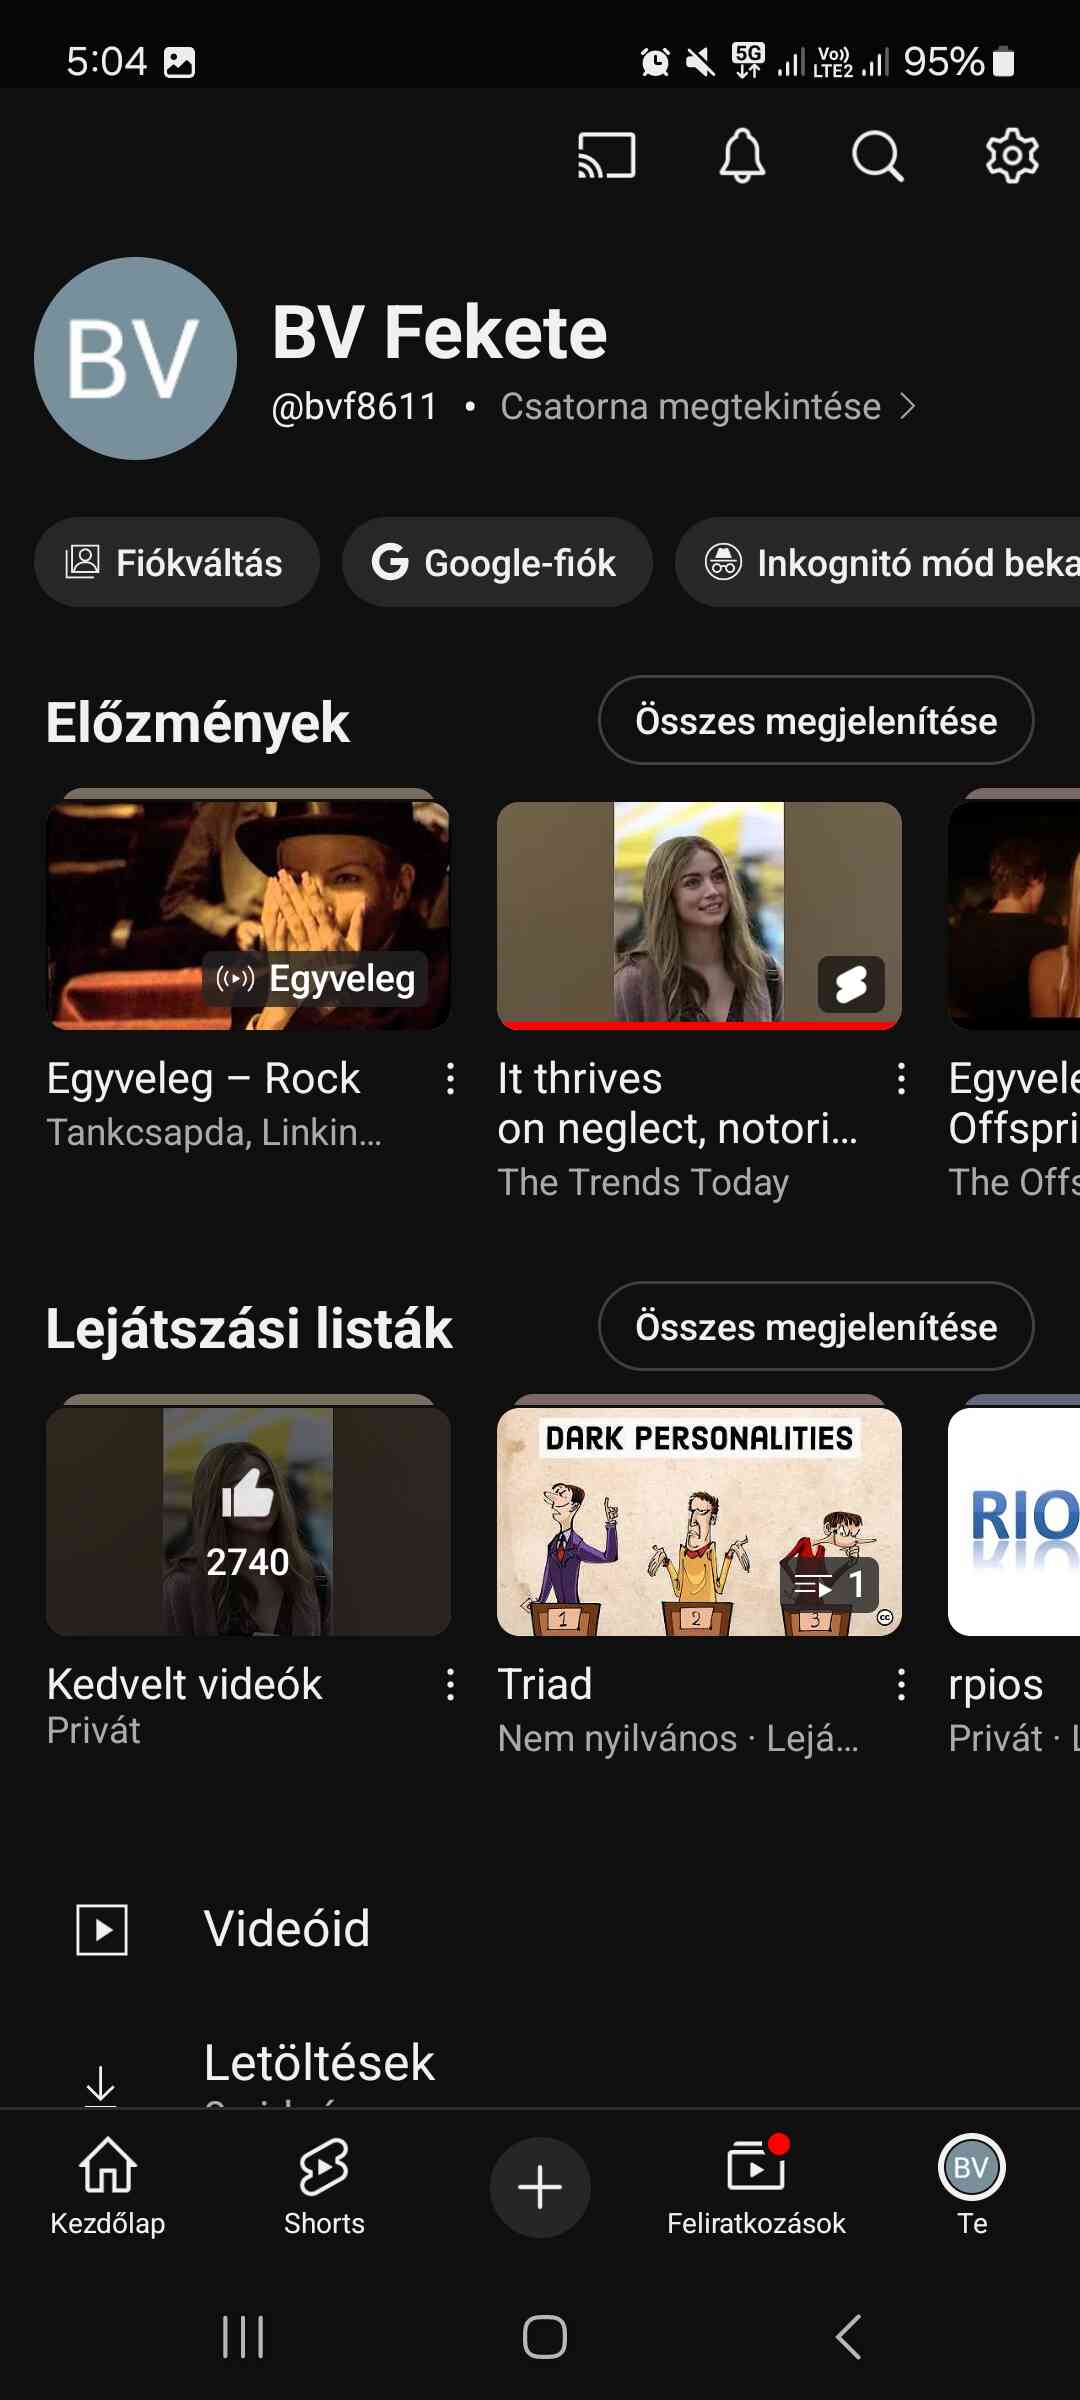 5:04
5G
Vo))
LTE2
95%
BV
BV Fekete
@bvf8611 • Csatorna megtekintése
Fiókváltás
Google-fiók
Inkognitó mód beka
Előzmények
Összes megjelenítése
Egyveleg
Egyveleg – Rock
Tankcsapda, Linkin...
It thrives
on neglect, notori...
The Trends Today
Egyvele
Offspri
The Offs
Lejátszási listák
Összes megjelenítése
2740
Kedvelt videók
Privát
DARK PERSONALITIES
1
2
3
1
cc
Triad
Nem nyilvános · Lejá...
RIO
rpios
Privát · L
Videóid
Letöltések
Kezdőlap
Shorts
Feliratkozások
BV
Te